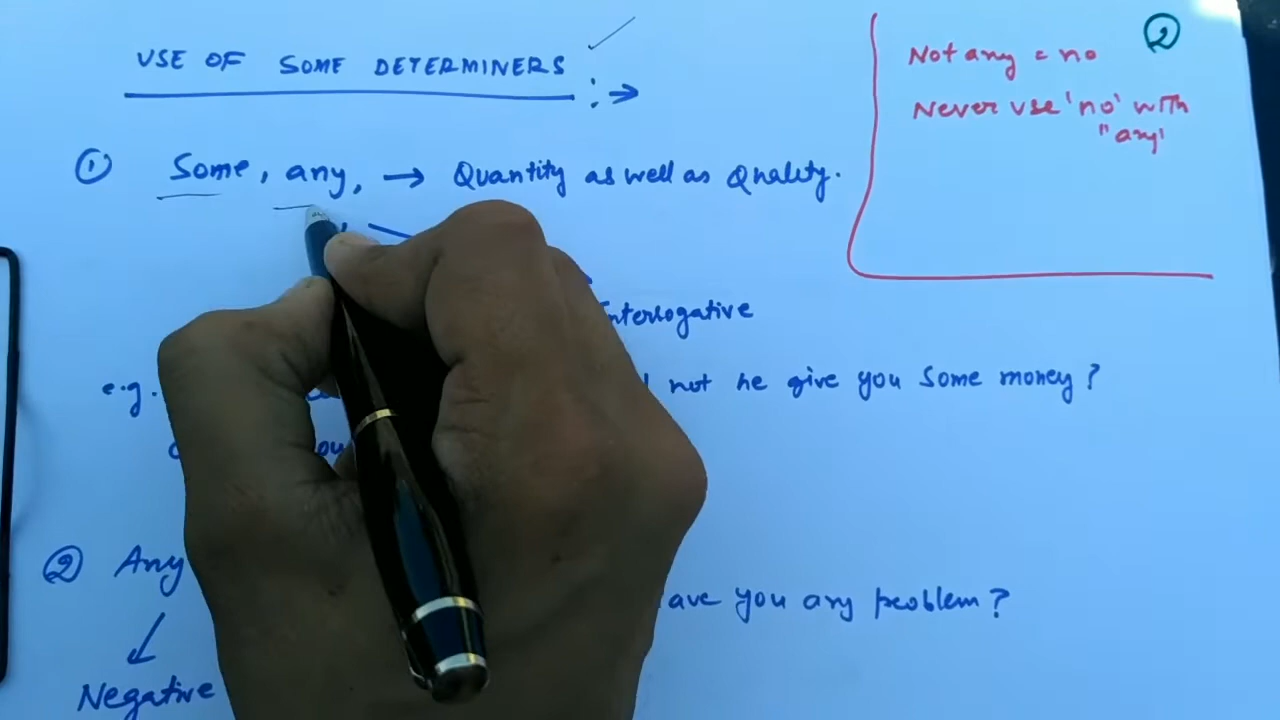 USE OF SOME DETERMINERS :→
① Some, any, → Quantity as well as Quality.
Interrogative
e.g. not he give you some money?
② Any have you any problem?
Negative
②
Not any = no
Never use 'no' with
"any'